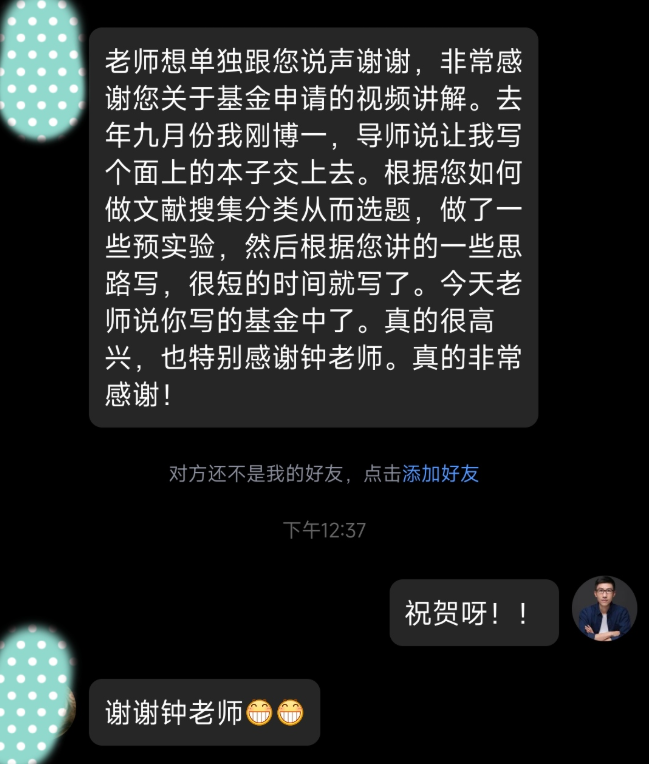 老师想单独跟您说声谢谢，非常感
谢您关于基金申请的视频讲解。去
年九月份我刚博一，导师说让我写
个面上的本子交上去。根据您如何
做文献搜集分类从而选题，做了一
些预实验，然后根据您讲的一些思
路写，很短的时间就写了。今天老
师说你写的基金中了。真的很高
兴，也特别感谢钟老师。真的非常
感谢！
对方还不是我的好友，点击添加好友
下午12:37
祝贺呀！！
谢谢钟老师😁😁